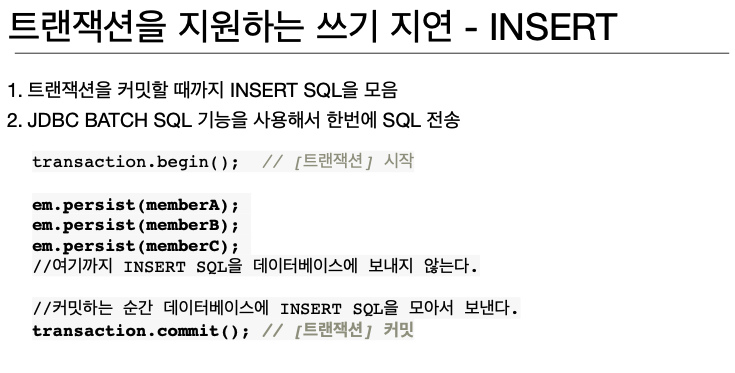 트랜잭션을 지원하는 쓰기 지연 - INSERT
1. 트랜잭션을 커밋할 때까지 INSERT SQL을 모음
2. JDBC BATCH SQL 기능을 사용해서 한번에 SQL 전송
transaction.begin();  // [트랜잭션] 시작
em.persist(memberA);
em.persist(memberB);
em.persist(memberC);
//여기까지 INSERT SQL을 데이터베이스에 보내지 않는다.
//커밋하는 순간 데이터베이스에 INSERT SQL을 모아서 보낸다.
transaction.commit(); // [트랜잭션] 커밋